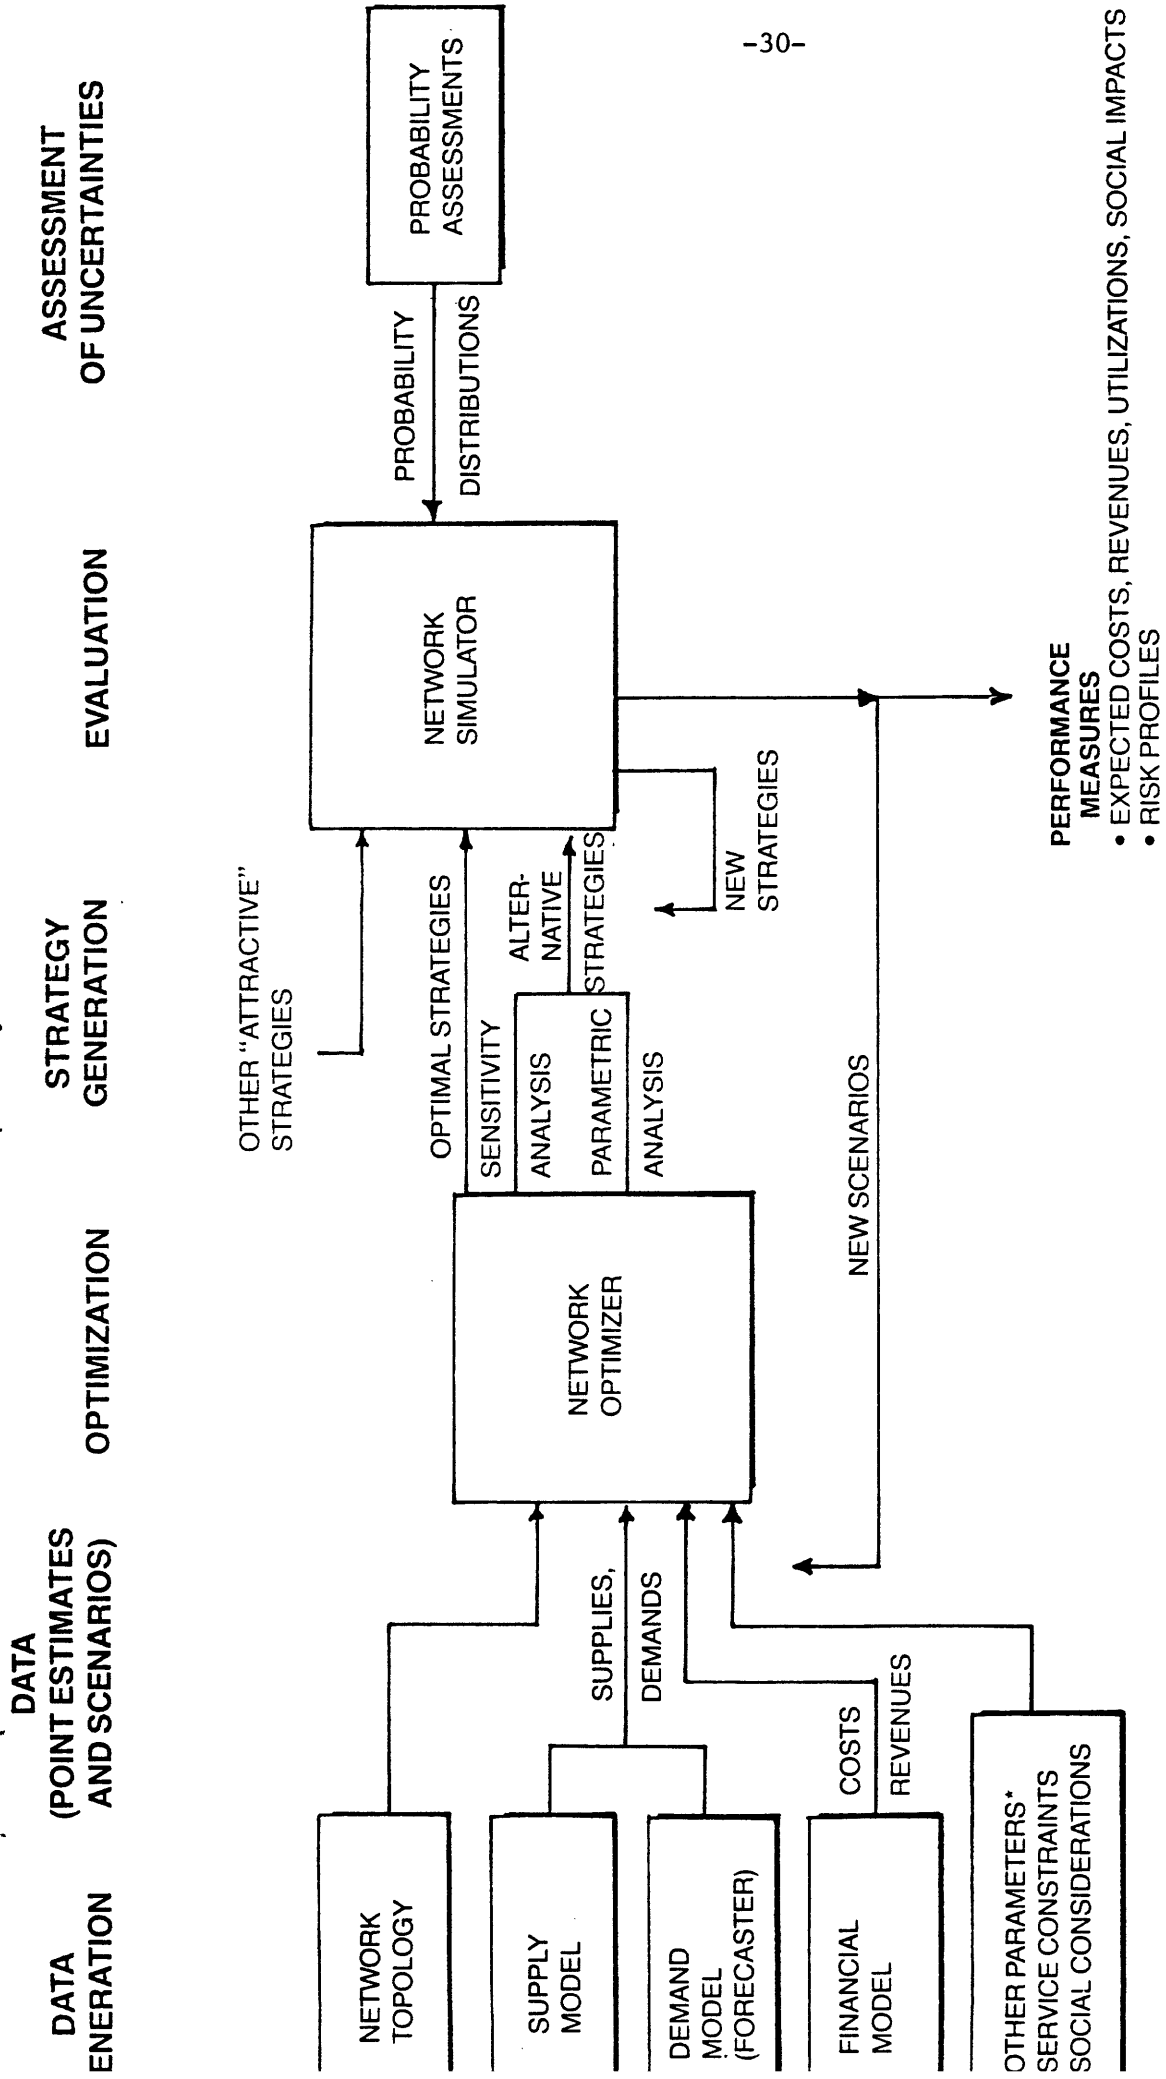 -30-
DATA
ENERATION
DATA
(POINT ESTIMATES
AND SCENARIOS)
OPTIMIZATION
STRATEGY
GENERATION
EVALUATION
ASSESSMENT
OF UNCERTAINTIES
NETWORK
TOPOLOGY
SUPPLY
MODEL
DEMAND
MODEL
(FORECASTER)
FINANCIAL
MODEL
OTHER PARAMETERS*
SERVICE CONSTRAINTS
SOCIAL CONSIDERATIONS
SUPPLIES,
DEMANDS
COSTS
REVENUES
NETWORK
OPTIMIZER
OTHER "ATTRACTIVE"
STRATEGIES
OPTIMAL STRATEGIES
SENSITIVITY
ANALYSIS
PARAMETRIC
ANALYSIS
ALTER-
NATIVE
STRATEGIES
NEW
STRATEGIES
NEW SCENARIOS
NETWORK
SIMULATOR
PROBABILITY
DISTRIBUTIONS
PROBABILITY
ASSESSMENTS
PERFORMANCE
MEASURES
• EXPECTED COSTS, REVENUES, UTILIZATIONS, SOCIAL IMPACTS
• RISK PROFILES